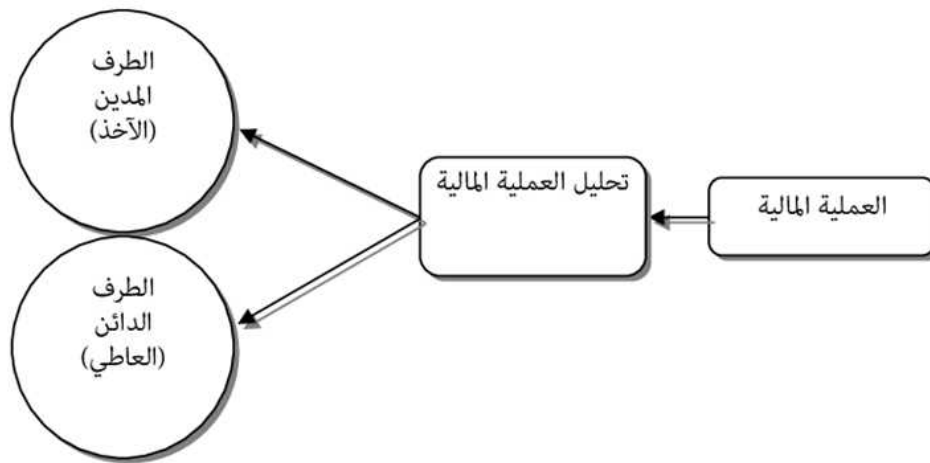 العملية المالية
تحليل العملية المالية
الطرف
المدين
(الآخذ)
الطرف
الدائن
(العاطي)